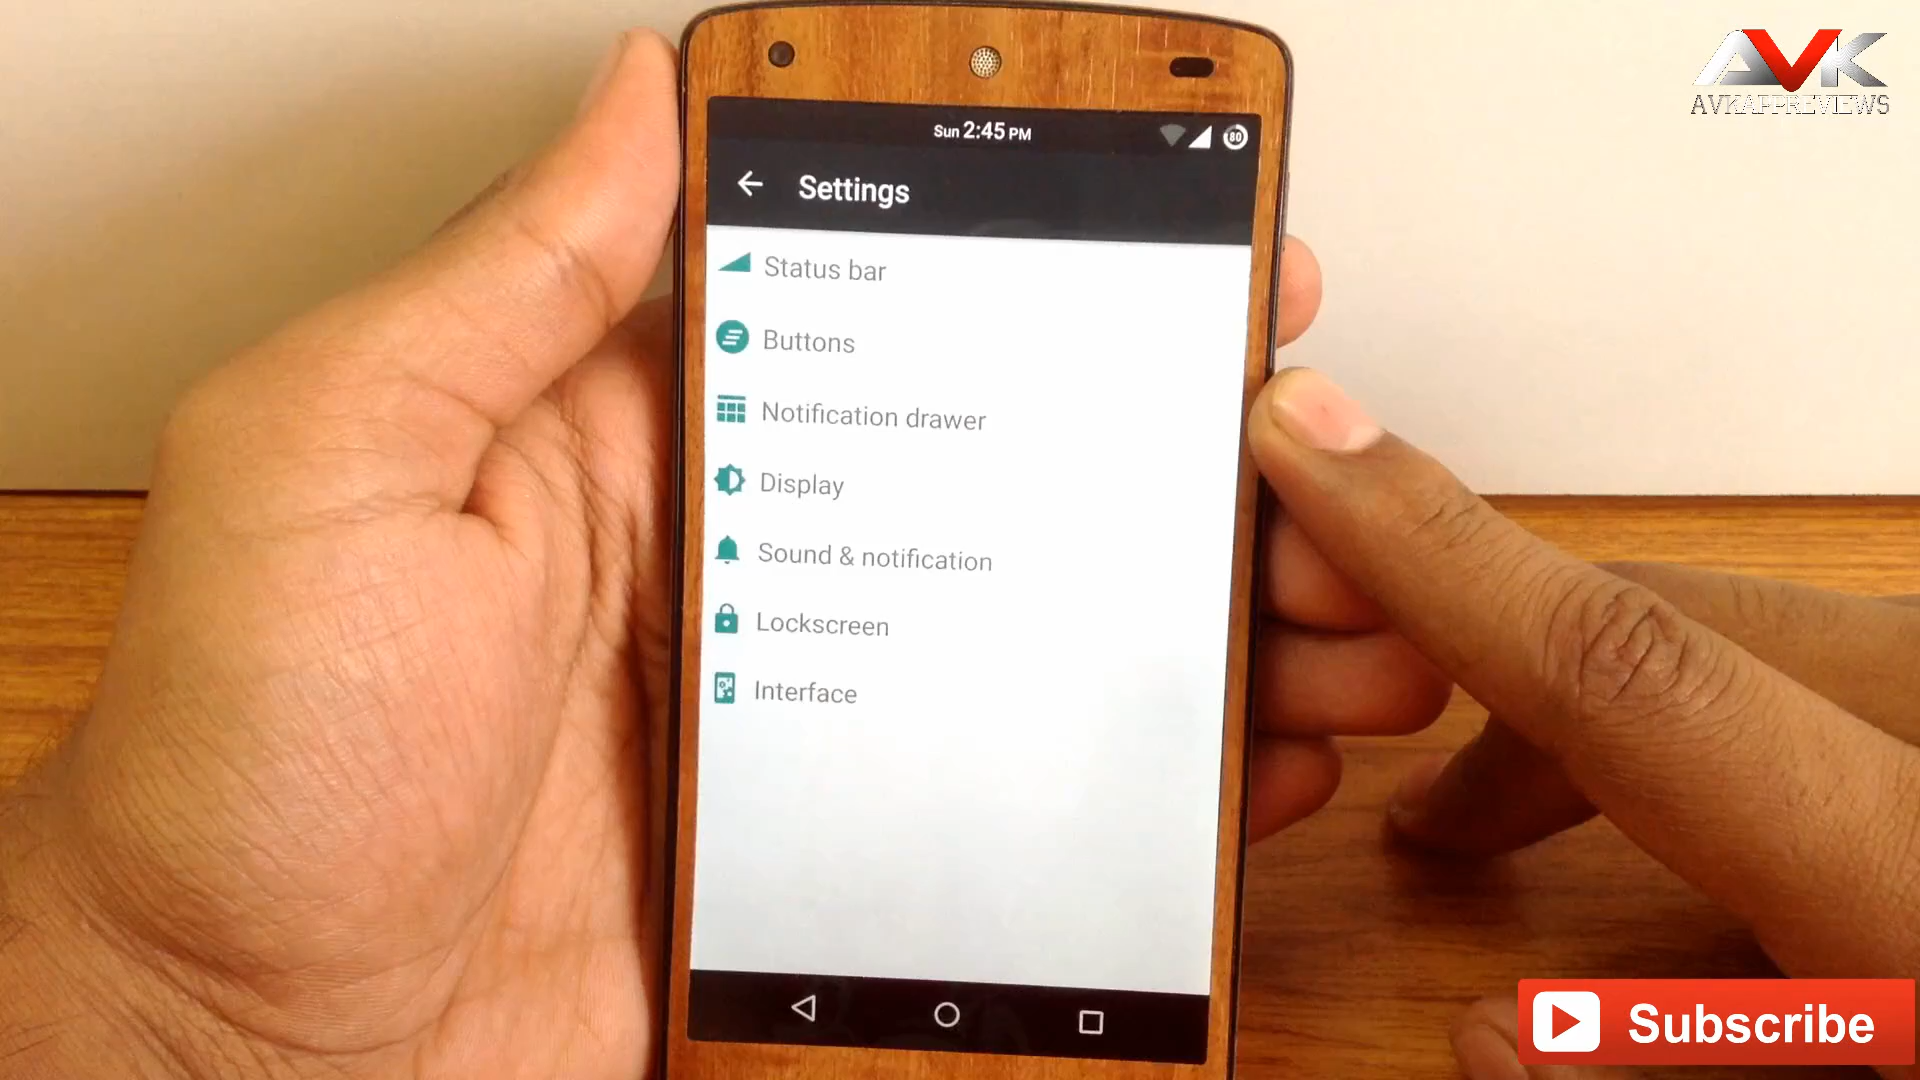 AVK
AVKAPPREVIEWS
Sun 2:45 PM
80
Settings
Status bar
Buttons
Notification drawer
Display
Sound & notification
Lockscreen
Interface
Subscribe